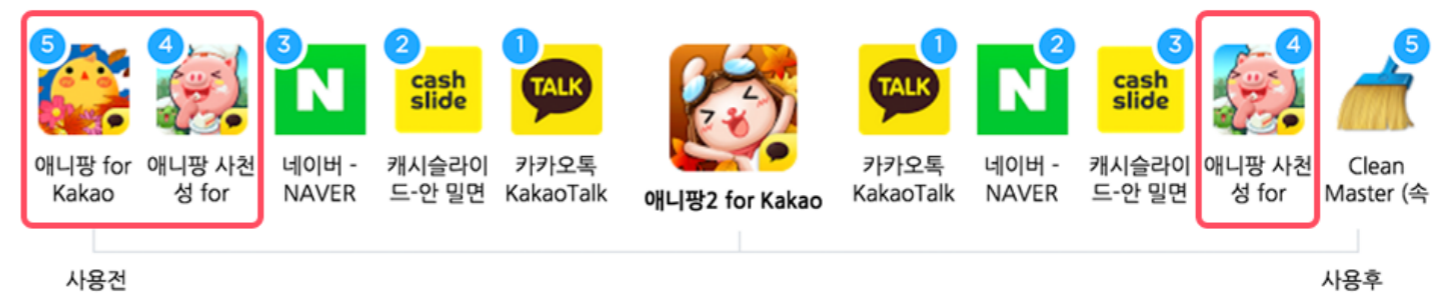 5
4
3
2
1
1
2
3
4
5
N
cash
slide
TALK
TALK
N
cash
slide
애니팡 for
Kakao
애니팡 사천
성 for
네이버 -
NAVER
캐시슬라이
드-안 밀면
카카오톡
KakaoTalk
애니팡2 for Kakao
카카오톡
KakaoTalk
네이버 -
NAVER
캐시슬라이
드-안 밀면
애니팡 사천
성 for
Clean
Master (속
사용전
사용후